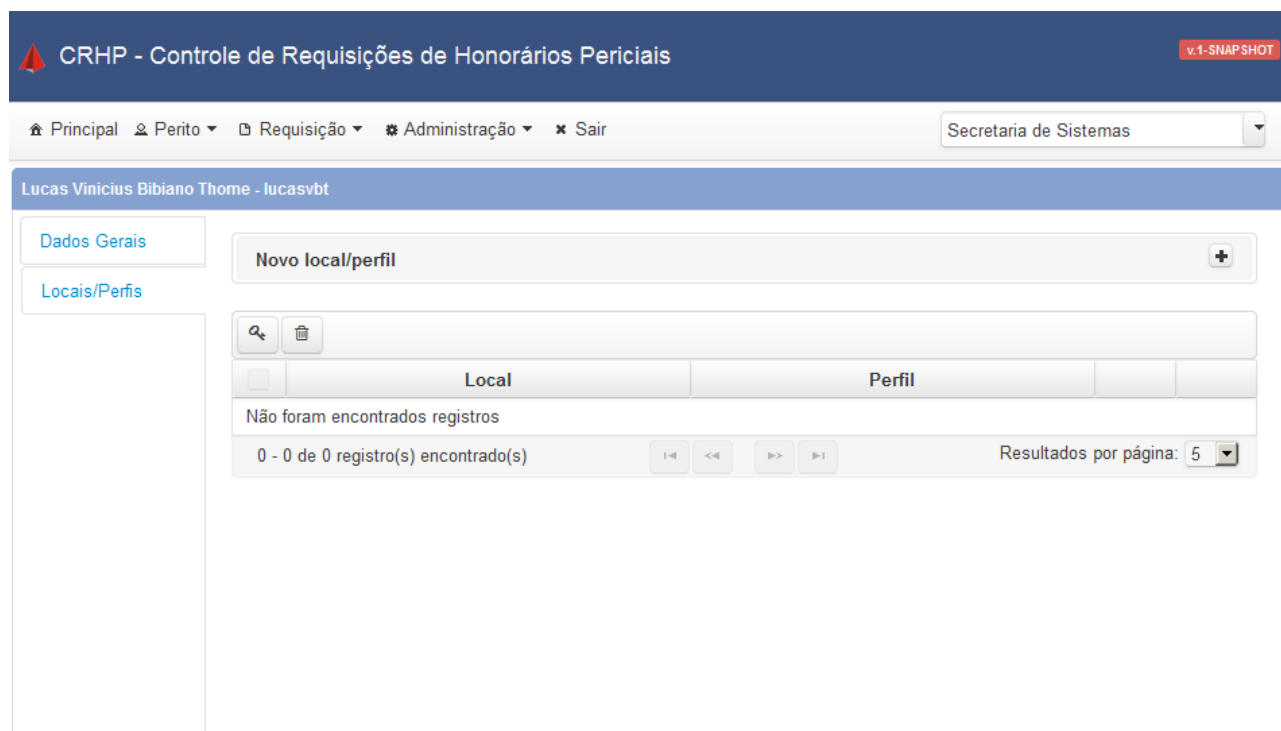 CRHP - Controle de Requisições de Honorários Periciais
v.1-SNAPSHOT
Principal Perito Requisição Administração Sair
Secretaria de Sistemas
Lucas Vinicius Bibiano Thome - lucasvbt
Dados Gerais
Locais/Perfis
Novo local/perfil
Local Perfil
Não foram encontrados registros
0 - 0 de 0 registro(s) encontrado(s)
Resultados por página: 5